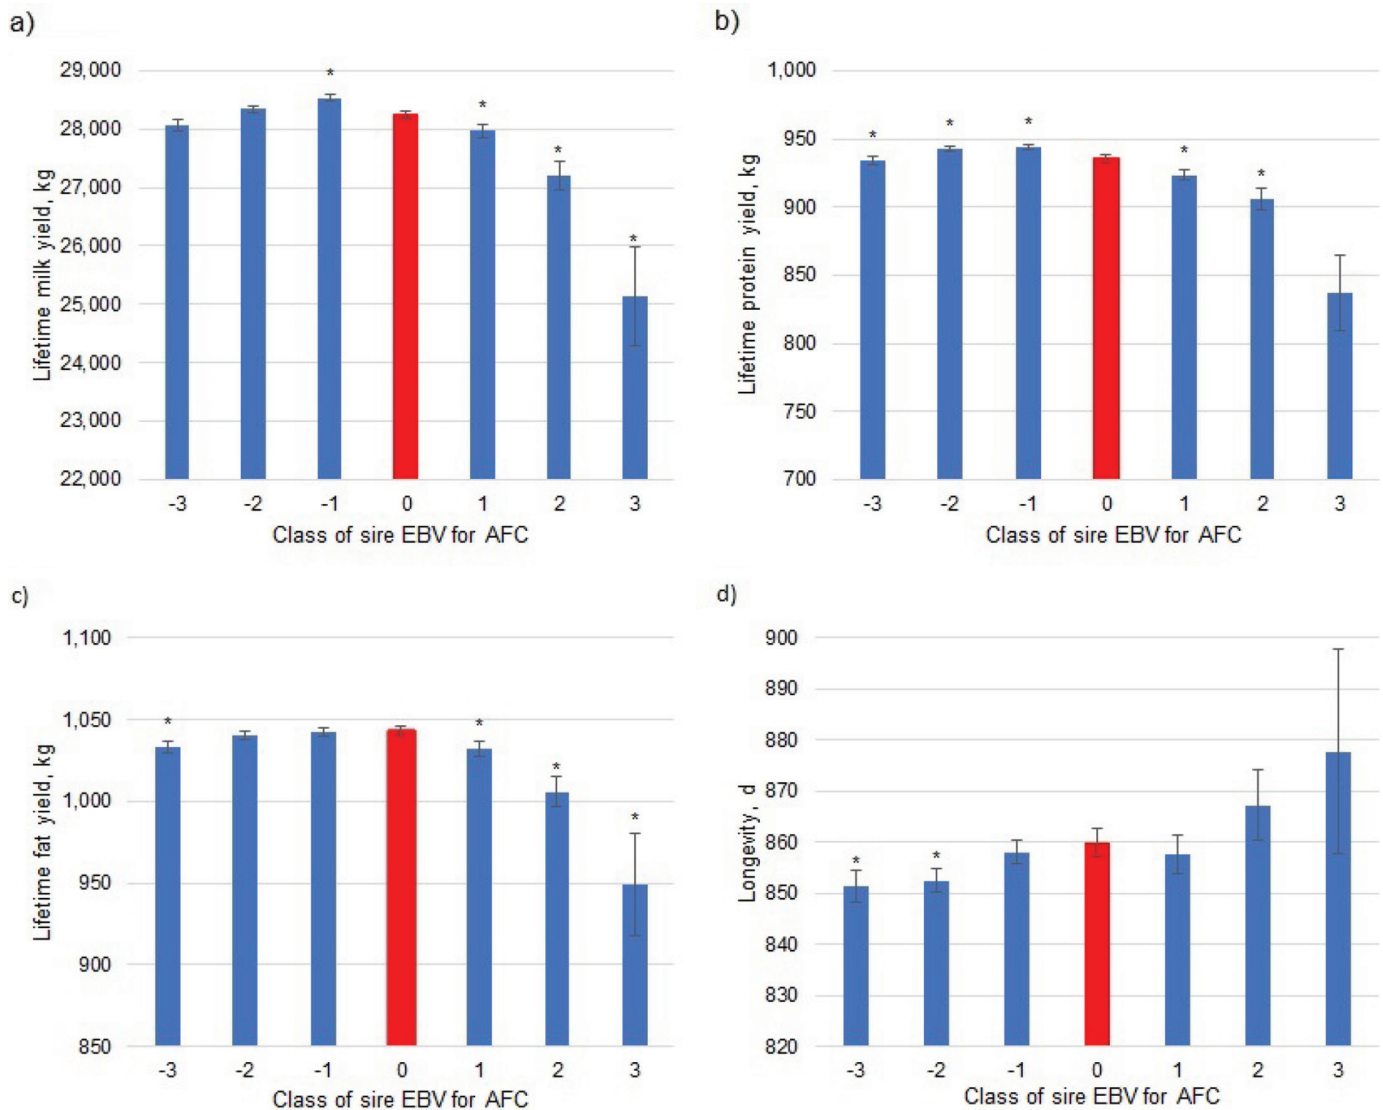 a)
Lifetime milk yield, kg
29,000
28,000
27,000
26,000
25,000
24,000
23,000
22,000
* * * *
-3 -2 -1 0 1 2 3
Class of sire EBV for AFC
b)
Lifetime protein yield, kg
1,000
950
900
850
800
750
700
* * * * *
-3 -2 -1 0 1 2 3
Class of sire EBV for AFC
c)
Lifetime fat yield, kg
1,100
1,050
1,000
950
900
850
* * * *
-3 -2 -1 0 1 2 3
Class of sire EBV for AFC
d)
Longevity, d
900
890
880
870
860
850
840
830
820
* *
-3 -2 -1 0 1 2 3
Class of sire EBV for AFC